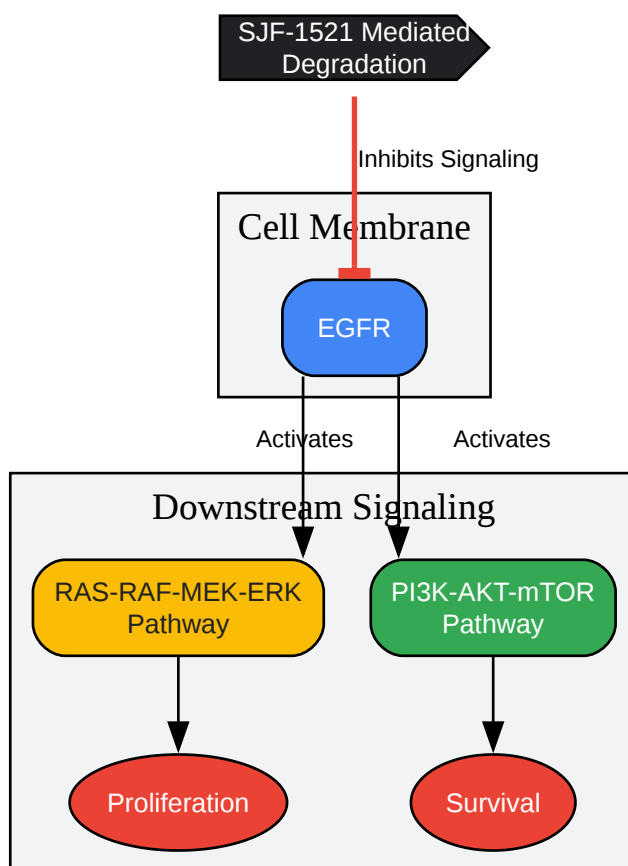 SJF-1521 Mediated
Degradation
Inhibits Signaling
Cell Membrane
EGFR
Activates
Activates
Downstream Signaling
RAS-RAF-MEK-ERK
Pathway
PI3K-AKT-mTOR
Pathway
Proliferation
Survival